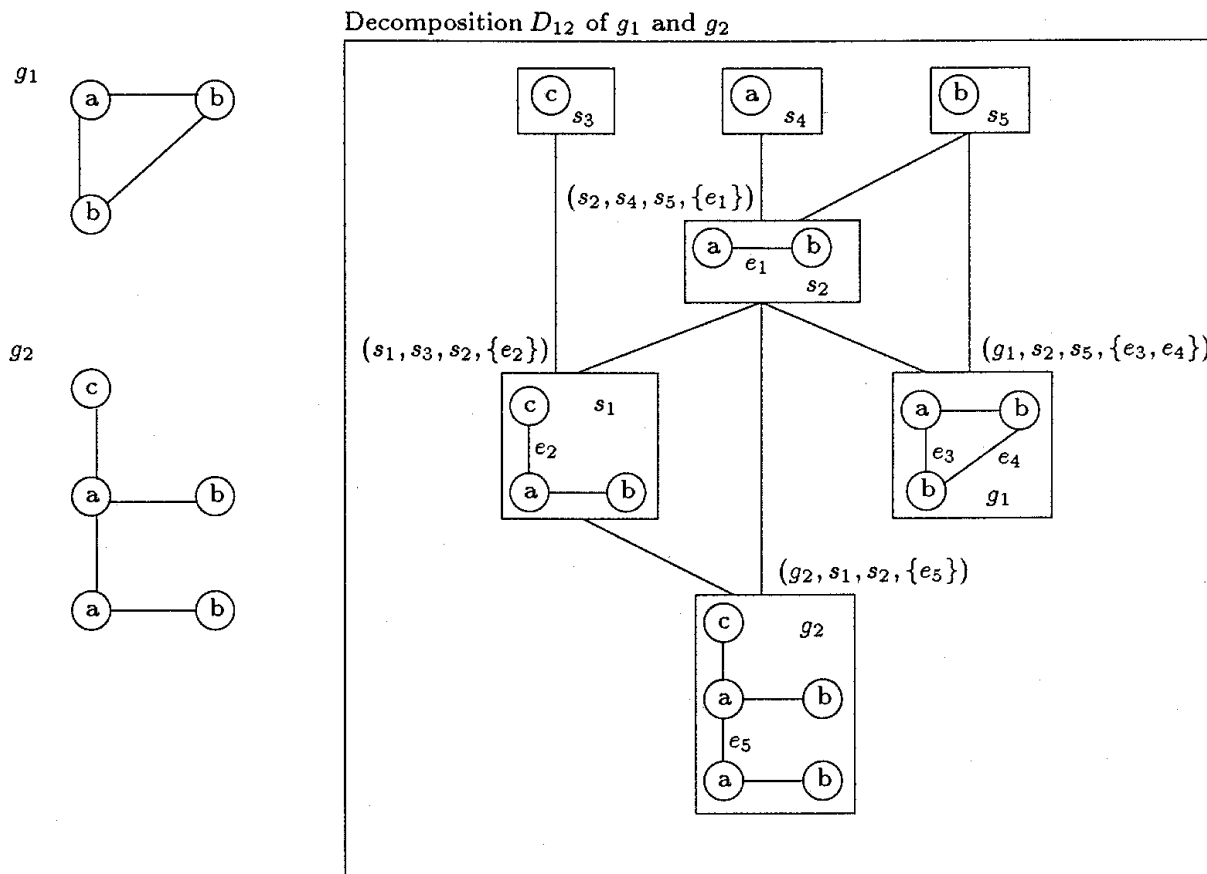 Decomposition D₁₂ of g₁ and g₂
g₁
a b
b
g₂
c
a b
a b
c s₃
a s₄
b s₅
(s₂, s₄, s₅, {e₁})
a b
e₁
s₂
(s₁, s₃, s₂, {e₂})
c s₁
e₂
a b
(g₁, s₂, s₅, {e₃, e₄})
a b
e₃ e₄
b
g₁
(g₂, s₁, s₂, {e₅})
c g₂
a b
e₅
a b